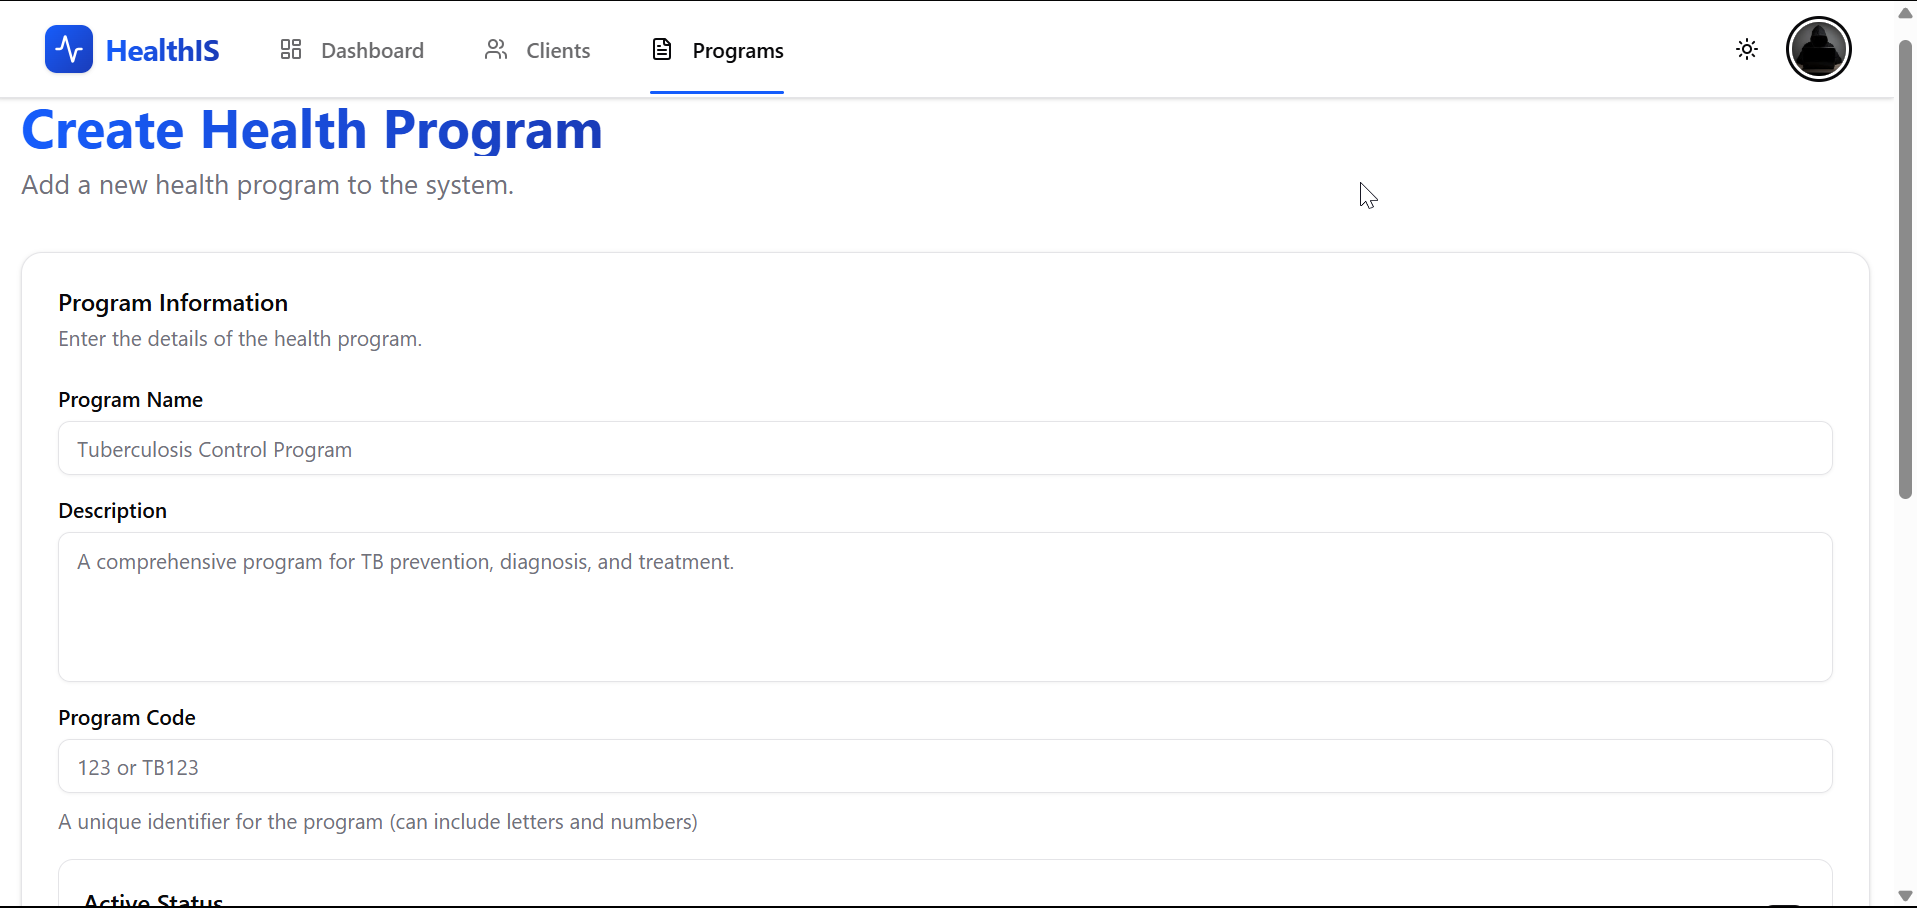 HealthIS
Dashboard
Clients
Programs
Create Health Program
Add a new health program to the system.
Program Information
Enter the details of the health program.
Program Name
Tuberculosis Control Program
Description
A comprehensive program for TB prevention, diagnosis, and treatment.
Program Code
123 or TB123
A unique identifier for the program (can include letters and numbers)
Active Status